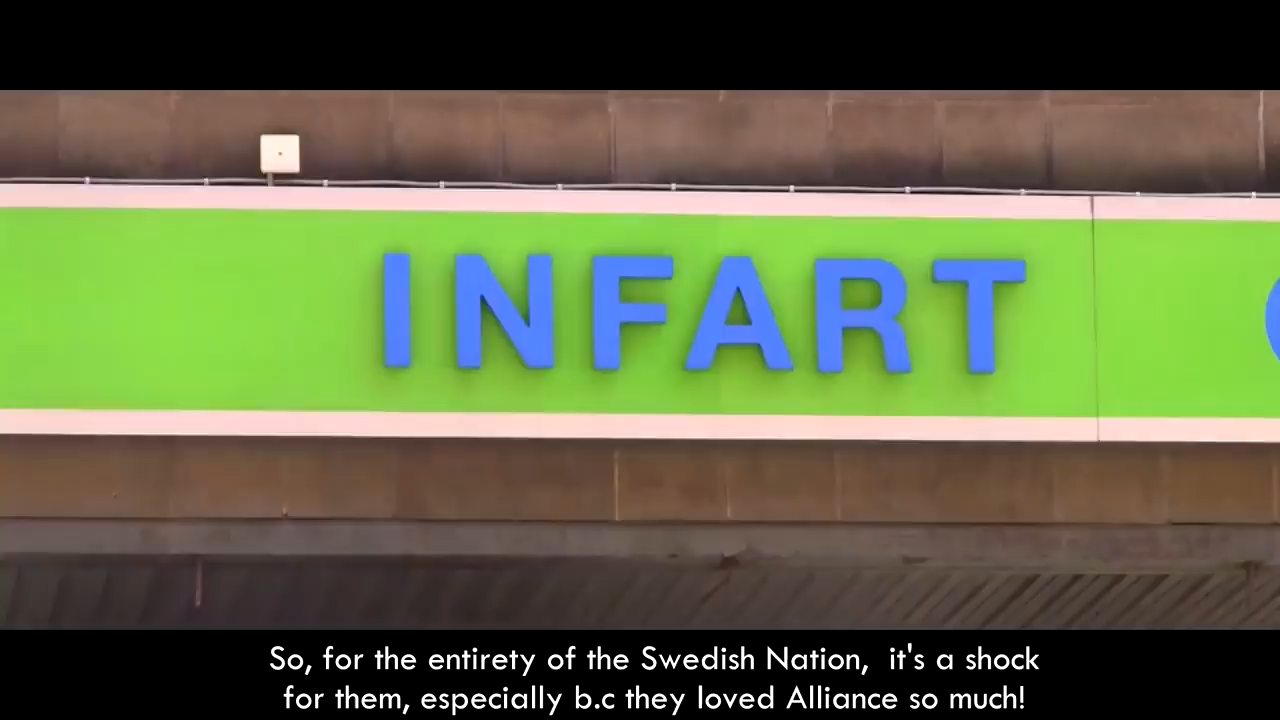 INFART
So, for the entirety of the Swedish Nation,  it's a shock
for them, especially b.c they loved Alliance so much!